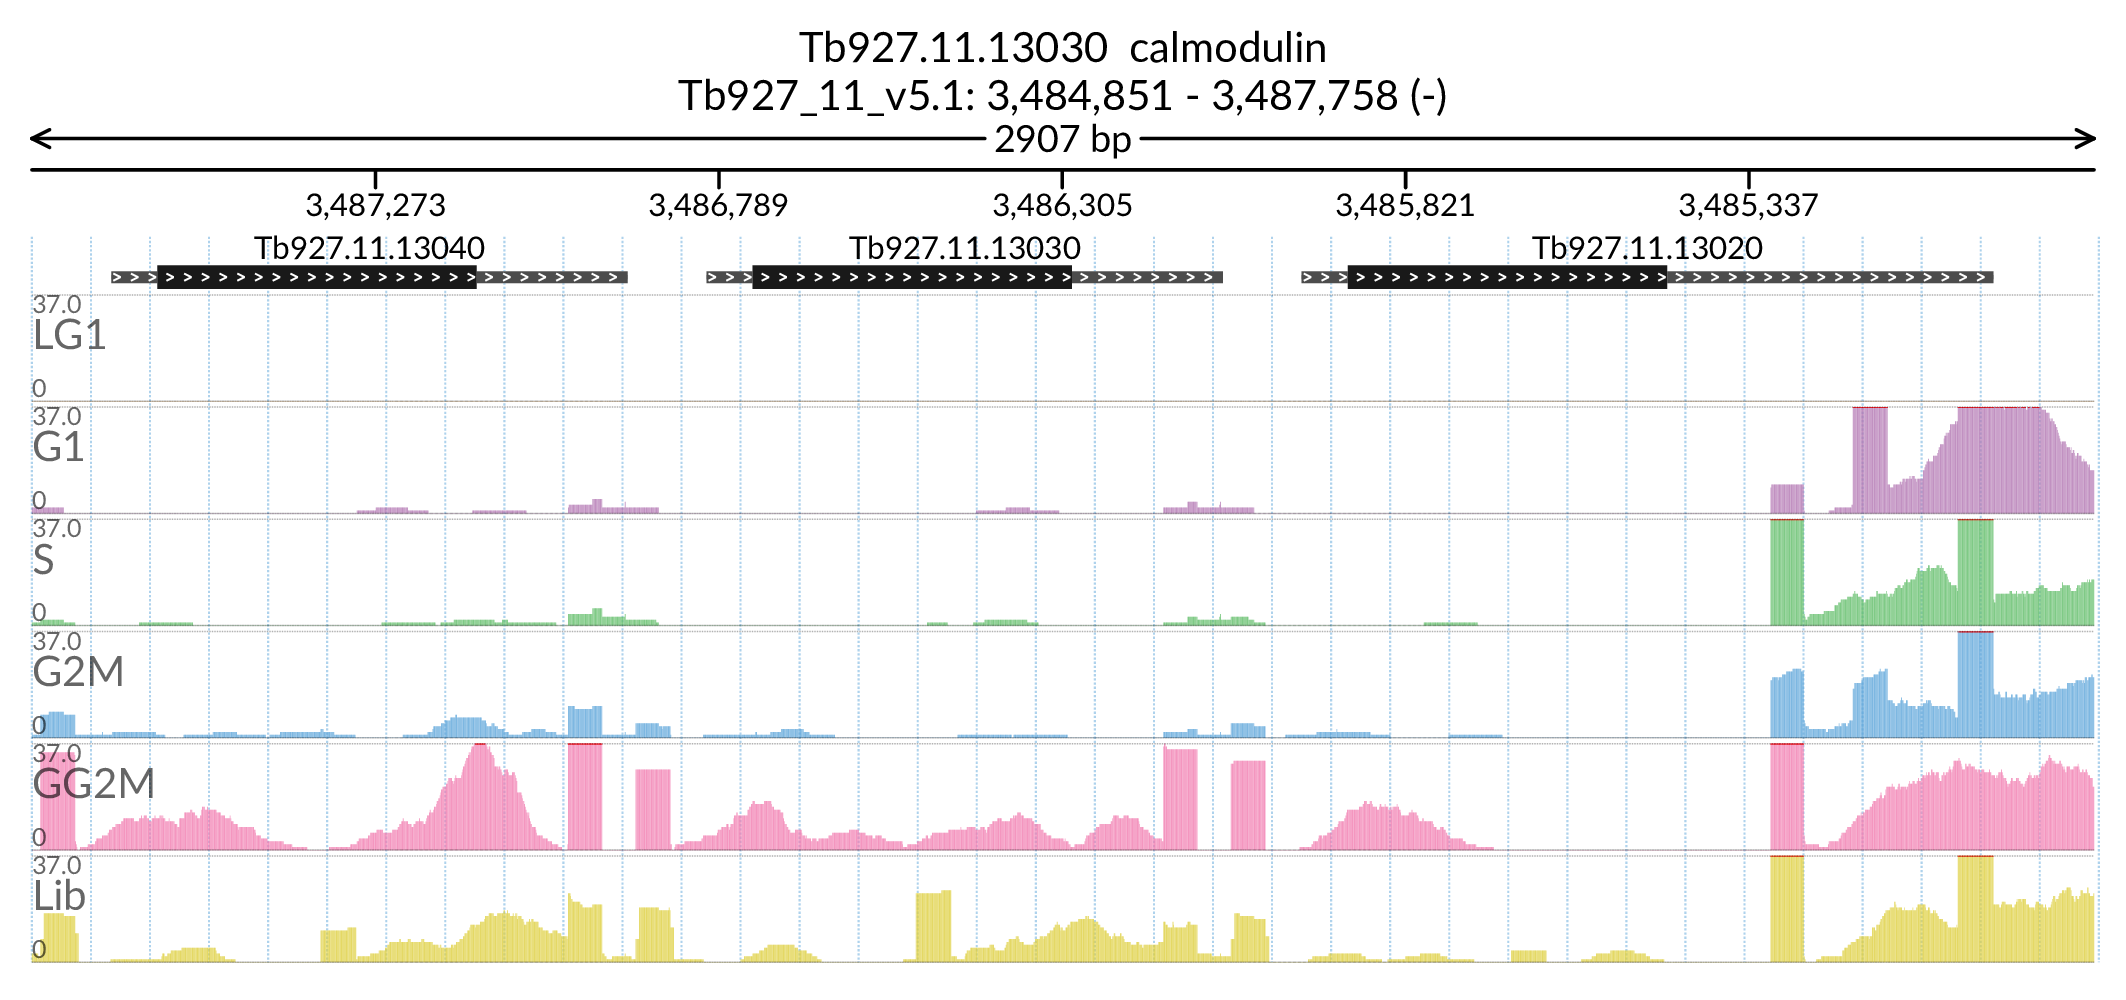 Tb927.11.13030 calmodulin
Tb927_11_v5.1: 3,484,851 - 3,487,758 (-)
2907 bp
3,487,273 3,486,789 3,486,305 3,485,821 3,485,337
Tb927.11.13040 Tb927.11.13030 Tb927.11.13020
37.0
LG1
0
37.0
G1
0
37.0
S
0
37.0
G2M
0
37.0
GG2M
0
37.0
Lib
0